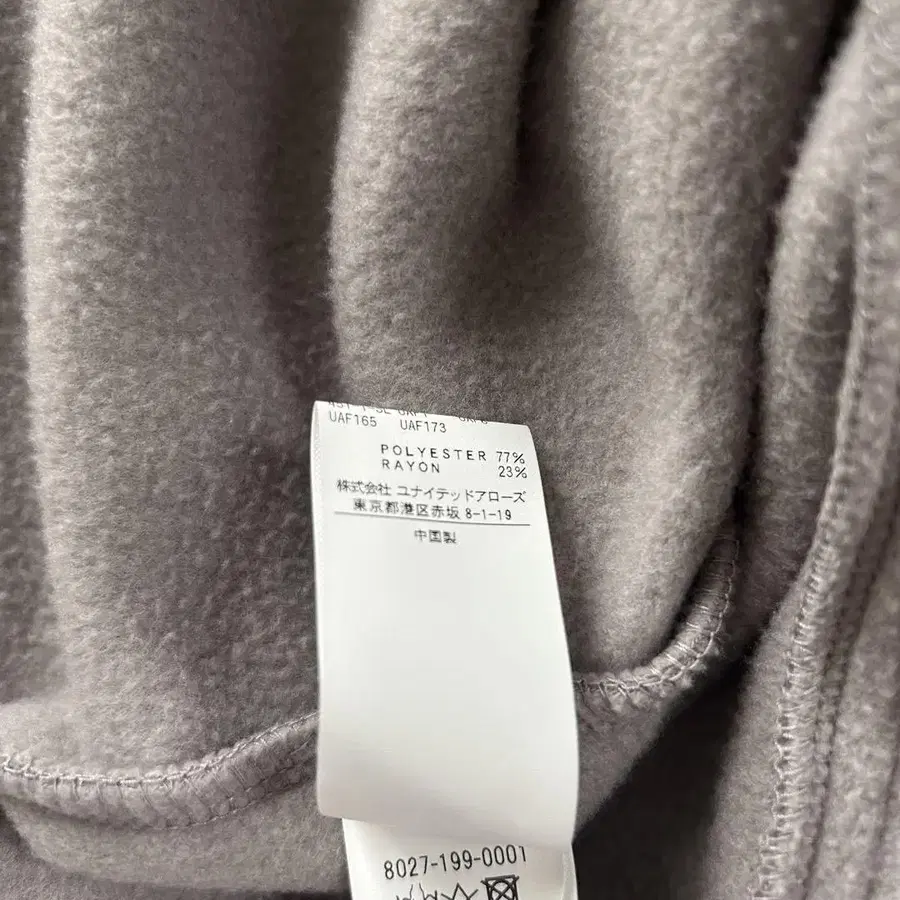 UAF165 UAF173
POLYESTER 77%
RAYON 23%
株式会社 ユナイテッドアローズ
東京都港区赤坂 8-1-19
中国製
8027-199-0001